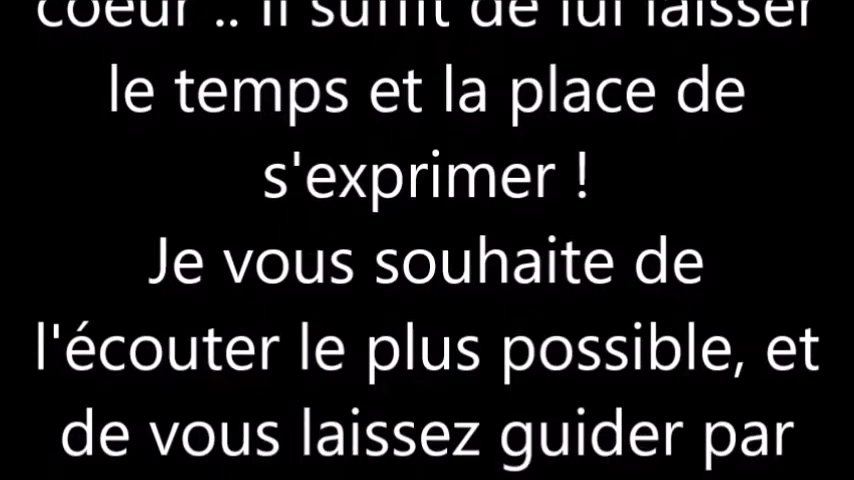 coeur .. il suffit de lui laisser
le temps et la place de
s'exprimer !
Je vous souhaite de
l'écouter le plus possible, et
de vous laissez guider par